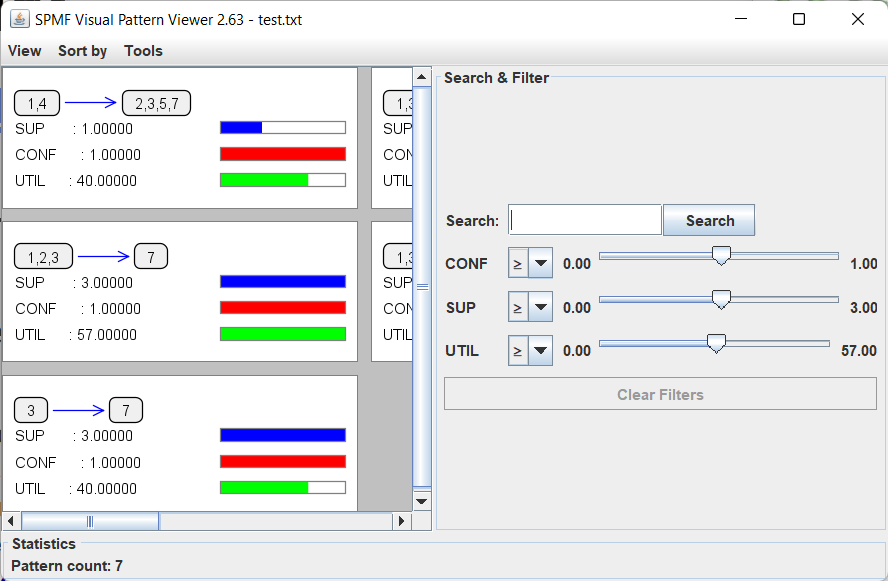 SPMF Visual Pattern Viewer 2.63 - test.txt
View Sort by Tools
1,4 2,3,5,7
SUP : 1.00000
CONF : 1.00000
UTIL : 40.00000
1,2,3 7
SUP : 3.00000
CONF : 1.00000
UTIL : 57.00000
3 7
SUP : 3.00000
CONF : 1.00000
UTIL : 40.00000
SUP
UTIL
SUP
UTIL
Search & Filter
Search: Search
CONF ≥ 0.00 1.00
SUP ≥ 0.00 3.00
UTIL ≥ 0.00 57.00
Clear Filters
Statistics
Pattern count: 7